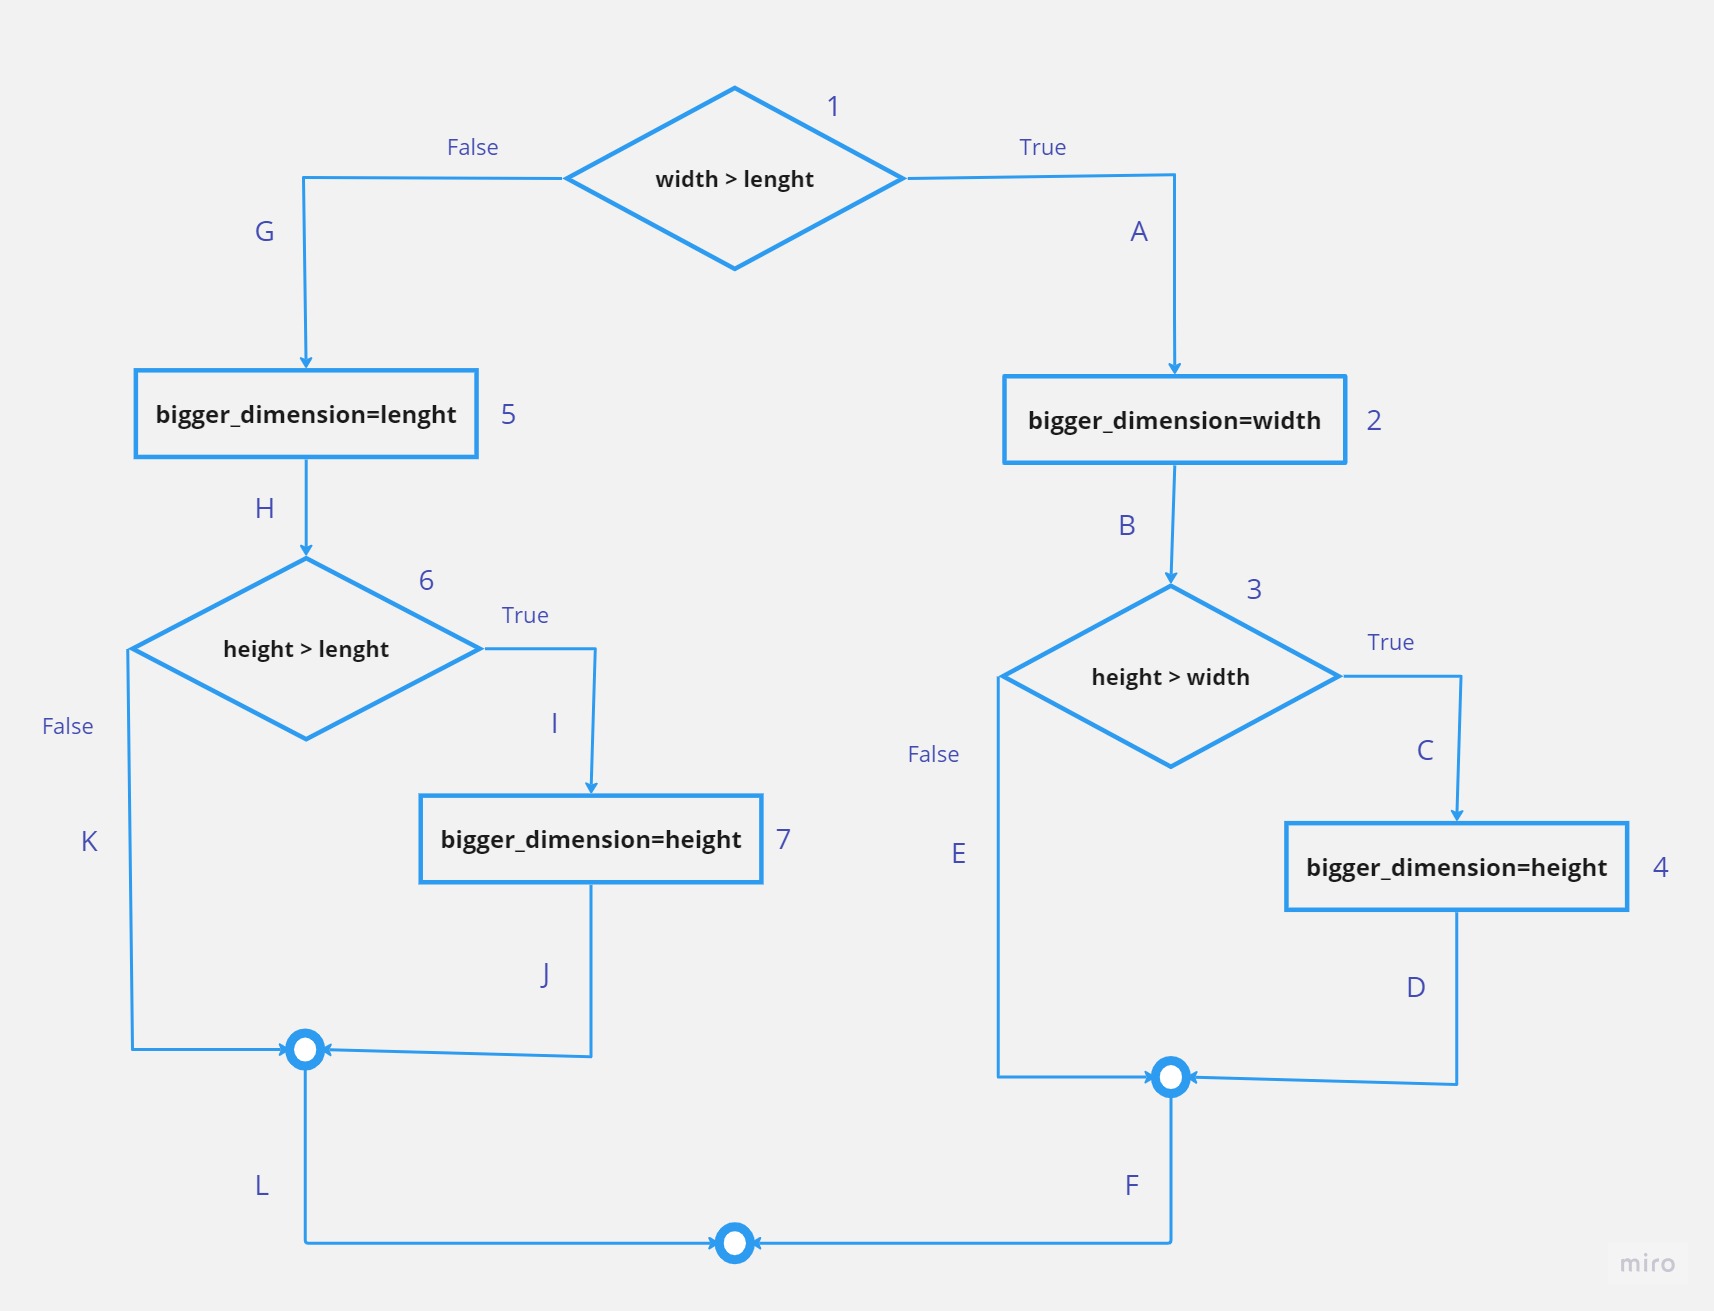 1
False
True
width > lenght
G
A
bigger_dimension=lenght
5
bigger_dimension=width
2
H
B
6
3
True
height > lenght
True
height > width
False
I
False
C
K
bigger_dimension=height
7
E
bigger_dimension=height
4
J
D
L
F
miro